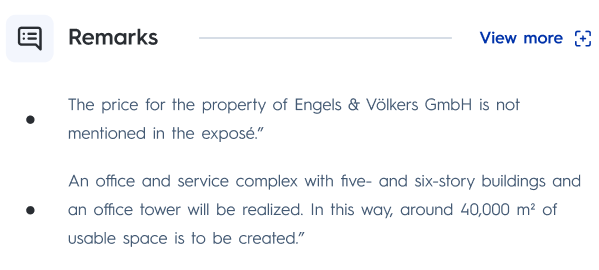 Remarks
View more
The price for the property of Engels & Völkers GmbH is not
mentioned in the exposé.”
An office and service complex with five- and six-story buildings and
an office tower will be realized. In this way, around 40,000 m² of
usable space is to be created.”